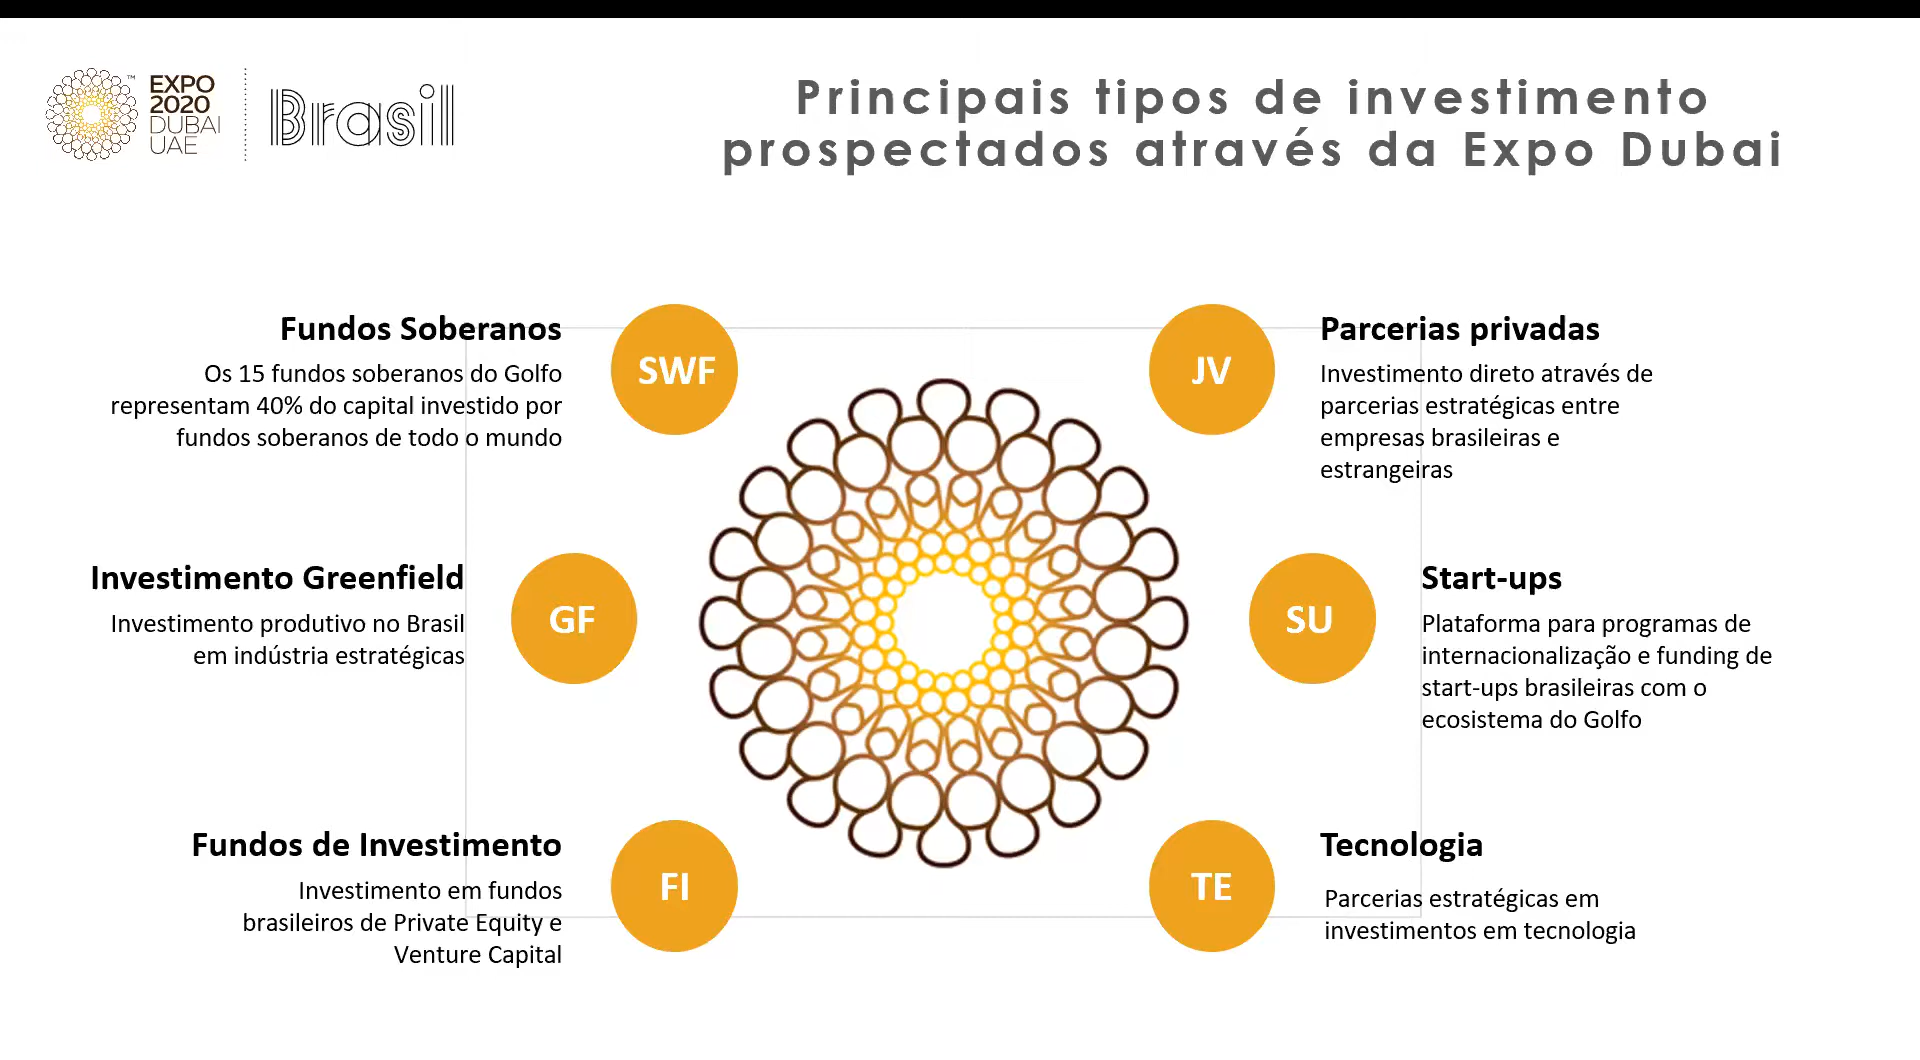 ™
EXPO
2020
DUBAI
UAE
Brasil
Principais tipos de investimento
prospectados através da Expo Dubai
Fundos Soberanos
Os 15 fundos soberanos do Golfo
representam 40% do capital investido por
fundos soberanos de todo o mundo
SWF
JV
Parcerias privadas
Investimento direto através de
parcerias estratégicas entre
empresas brasileiras e
estrangeiras
Investimento Greenfield
Investimento produtivo no Brasil
em indústria estratégicas
GF
SU
Start-ups
Plataforma para programas de
internacionalização e funding de
start-ups brasileiras com o
ecosistema do Golfo
Fundos de Investimento
Investimento em fundos
brasileiros de Private Equity e
Venture Capital
FI
TE
Tecnologia
Parcerias estratégicas em
investimentos em tecnologia